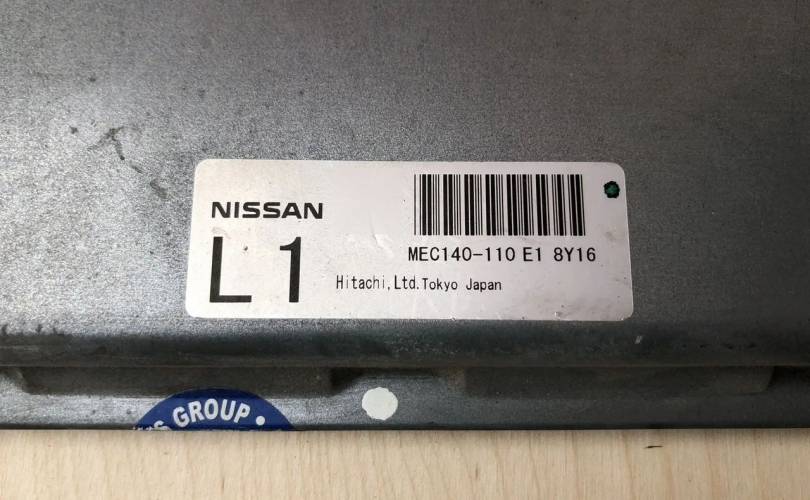 NISSAN
L1
MEC140-110 E1 8Y16
Hitachi,Ltd.Tokyo Japan
GROUP